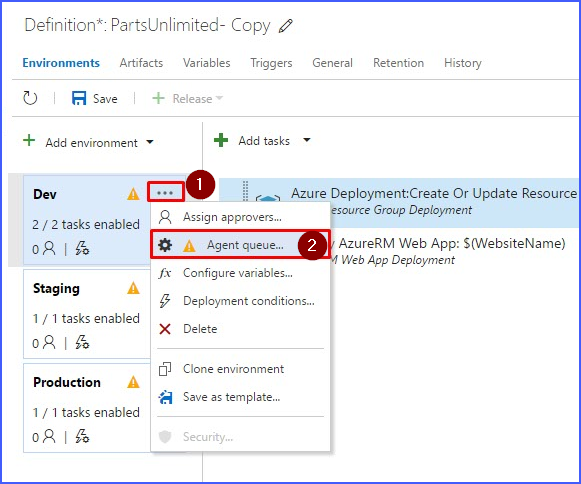 Definition*: PartsUnlimited- Copy
Environments Artifacts Variables Triggers General Retention History
Save Release
Add environment Add tasks
Dev
2 / 2 tasks enabled
0
1
Azure Deployment:Create Or Update Resource
esource Group Deployment
y AzureRM Web App: $(WebsiteName)
M Web App Deployment
Assign approvers...
Agent queue...
2
fx Configure variables...
Deployment conditions...
Delete
Clone environment
Save as template...
Security...
Staging
1 / 1 tasks enabled
0
Production
1 / 1 tasks enabled
0